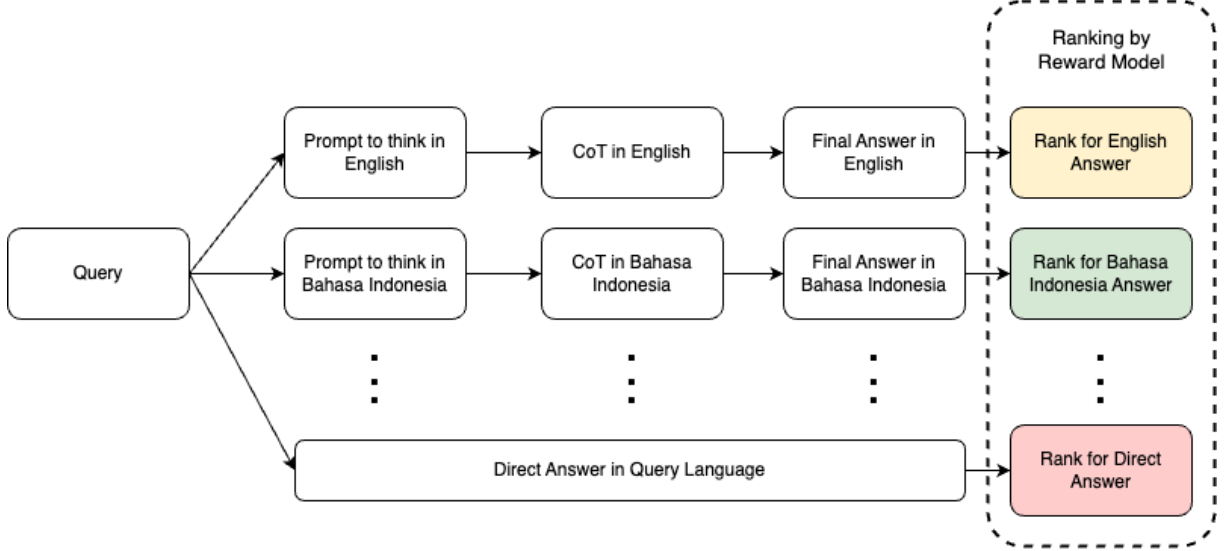 Ranking by
Reward Model
Prompt to think in
English
CoT in English
Final Answer in
English
Rank for English
Answer
Query
Prompt to think in
Bahasa Indonesia
CoT in Bahasa
Indonesia
Final Answer in
Bahasa Indonesia
Rank for Bahasa
Indonesia Answer
Direct Answer in Query Language
Rank for Direct
Answer